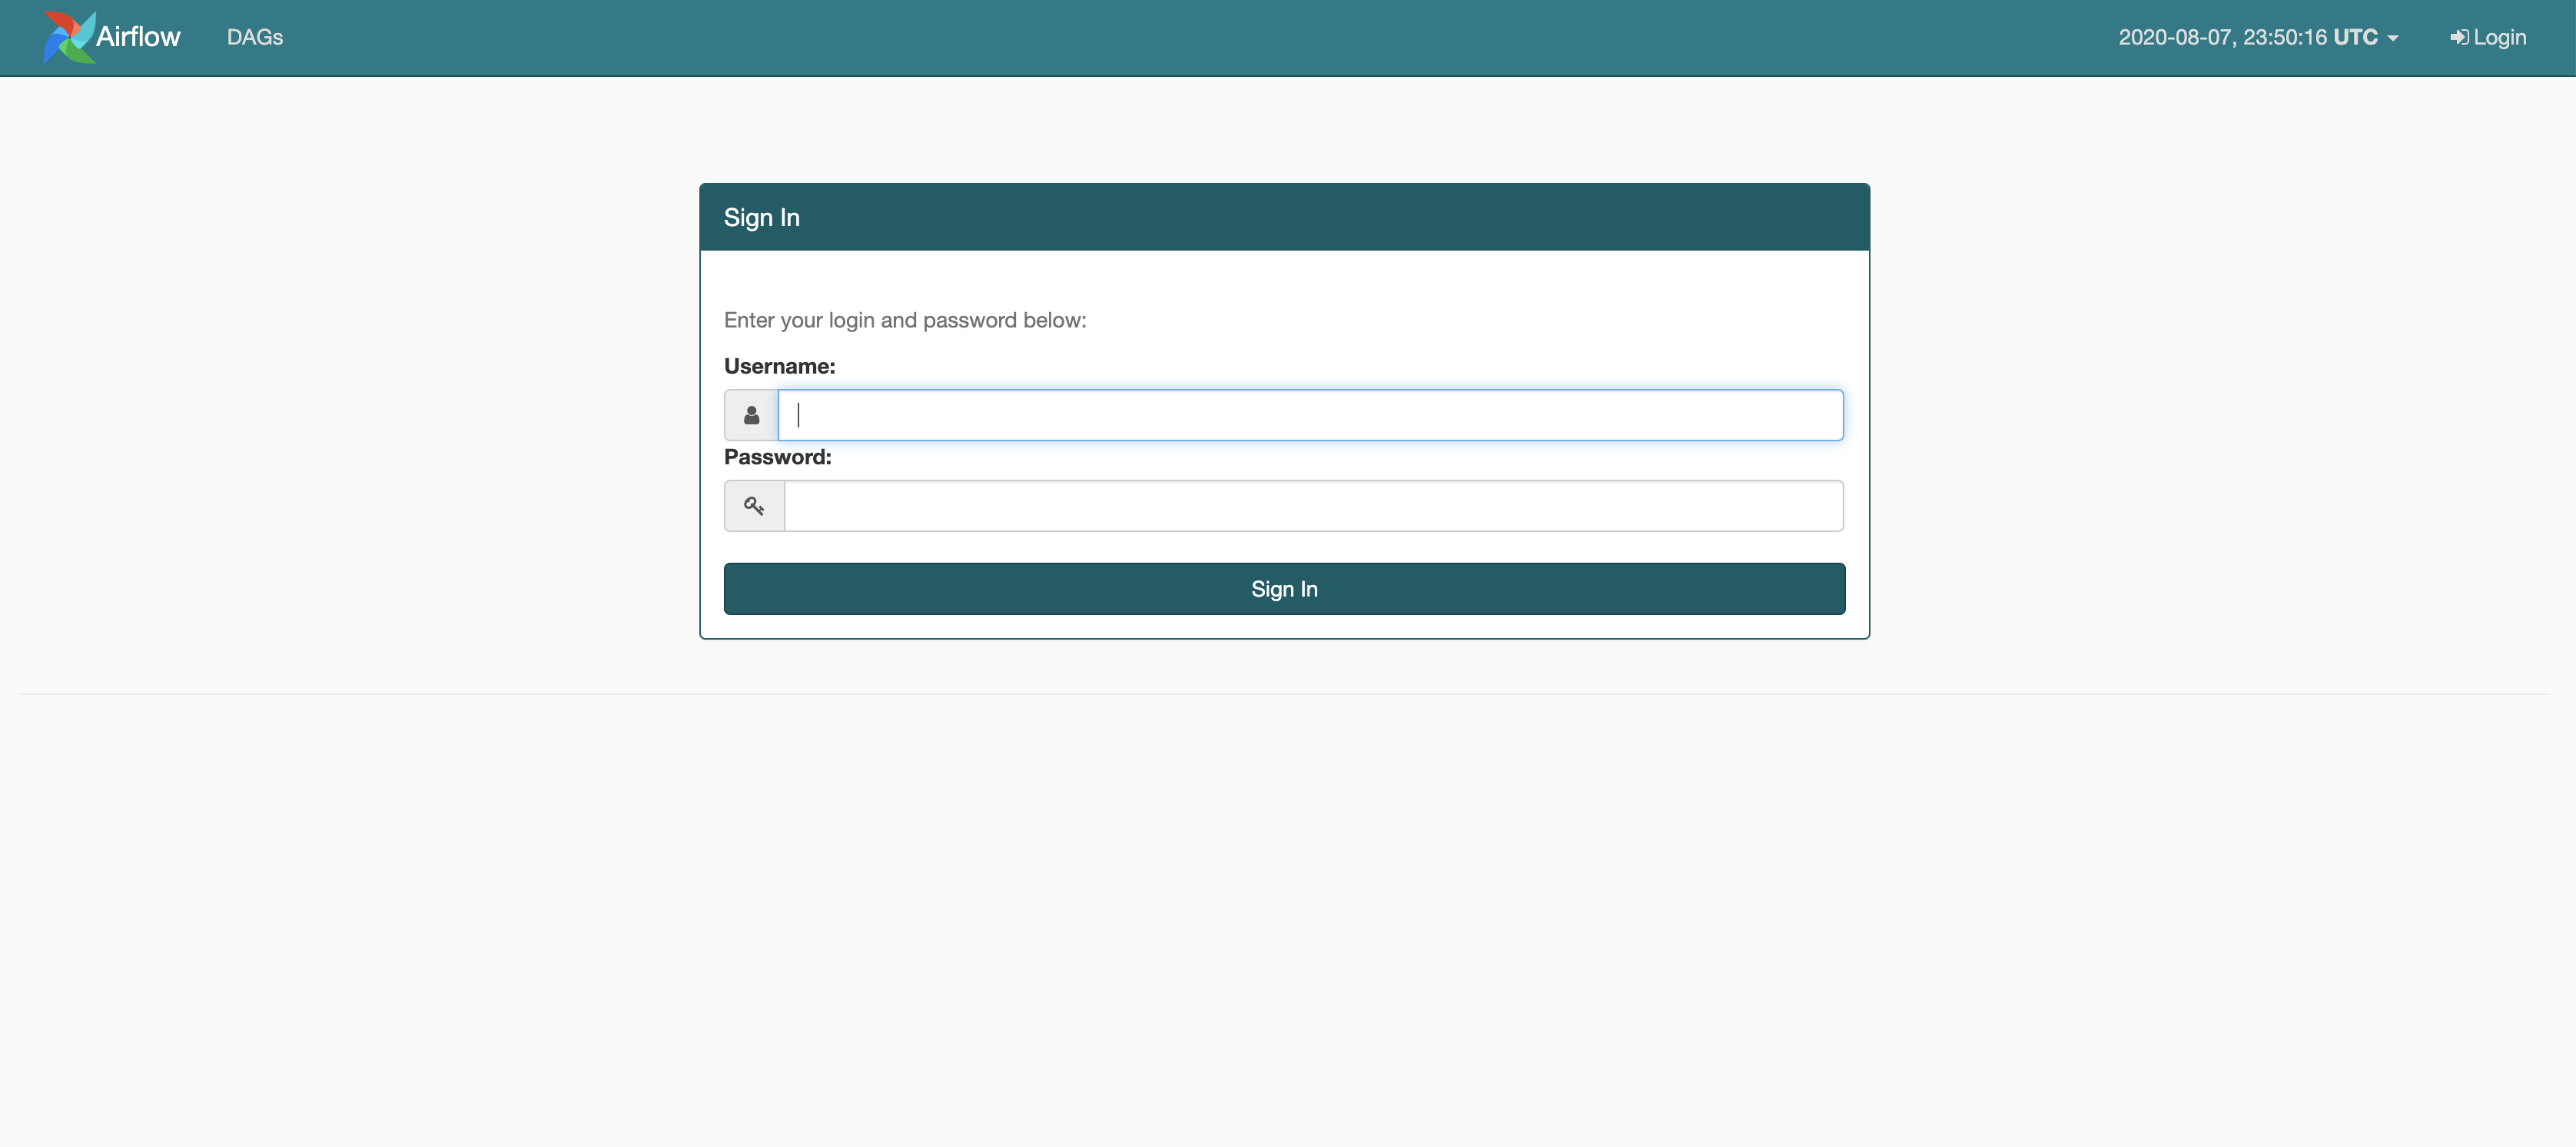 Airflow DAGs 2020-08-07, 23:50:16 UTC Login
Sign In
Enter your login and password below:
Username:
Password:
Sign In